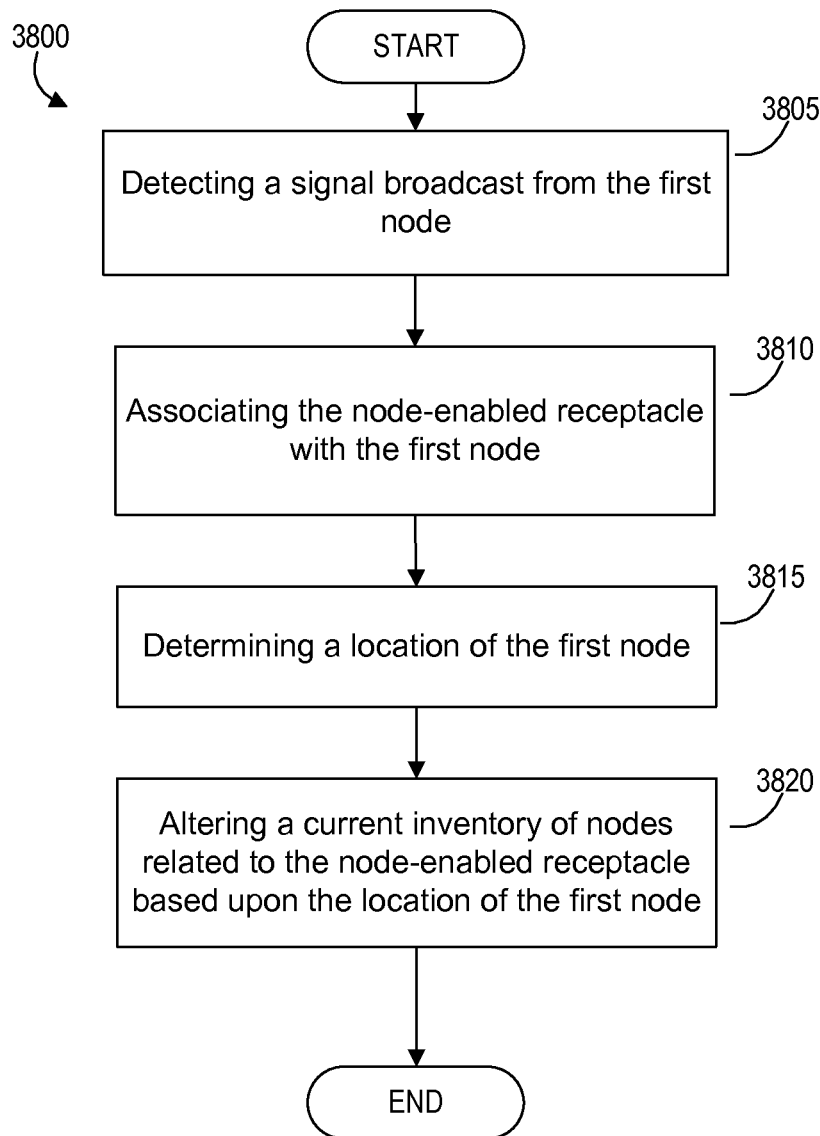 3800
START
3805
Detecting a signal broadcast from the first
node
3810
Associating the node-enabled receptacle
with the first node
3815
Determining a location of the first node
3820
Altering a current inventory of nodes
related to the node-enabled receptacle
based upon the location of the first node
END